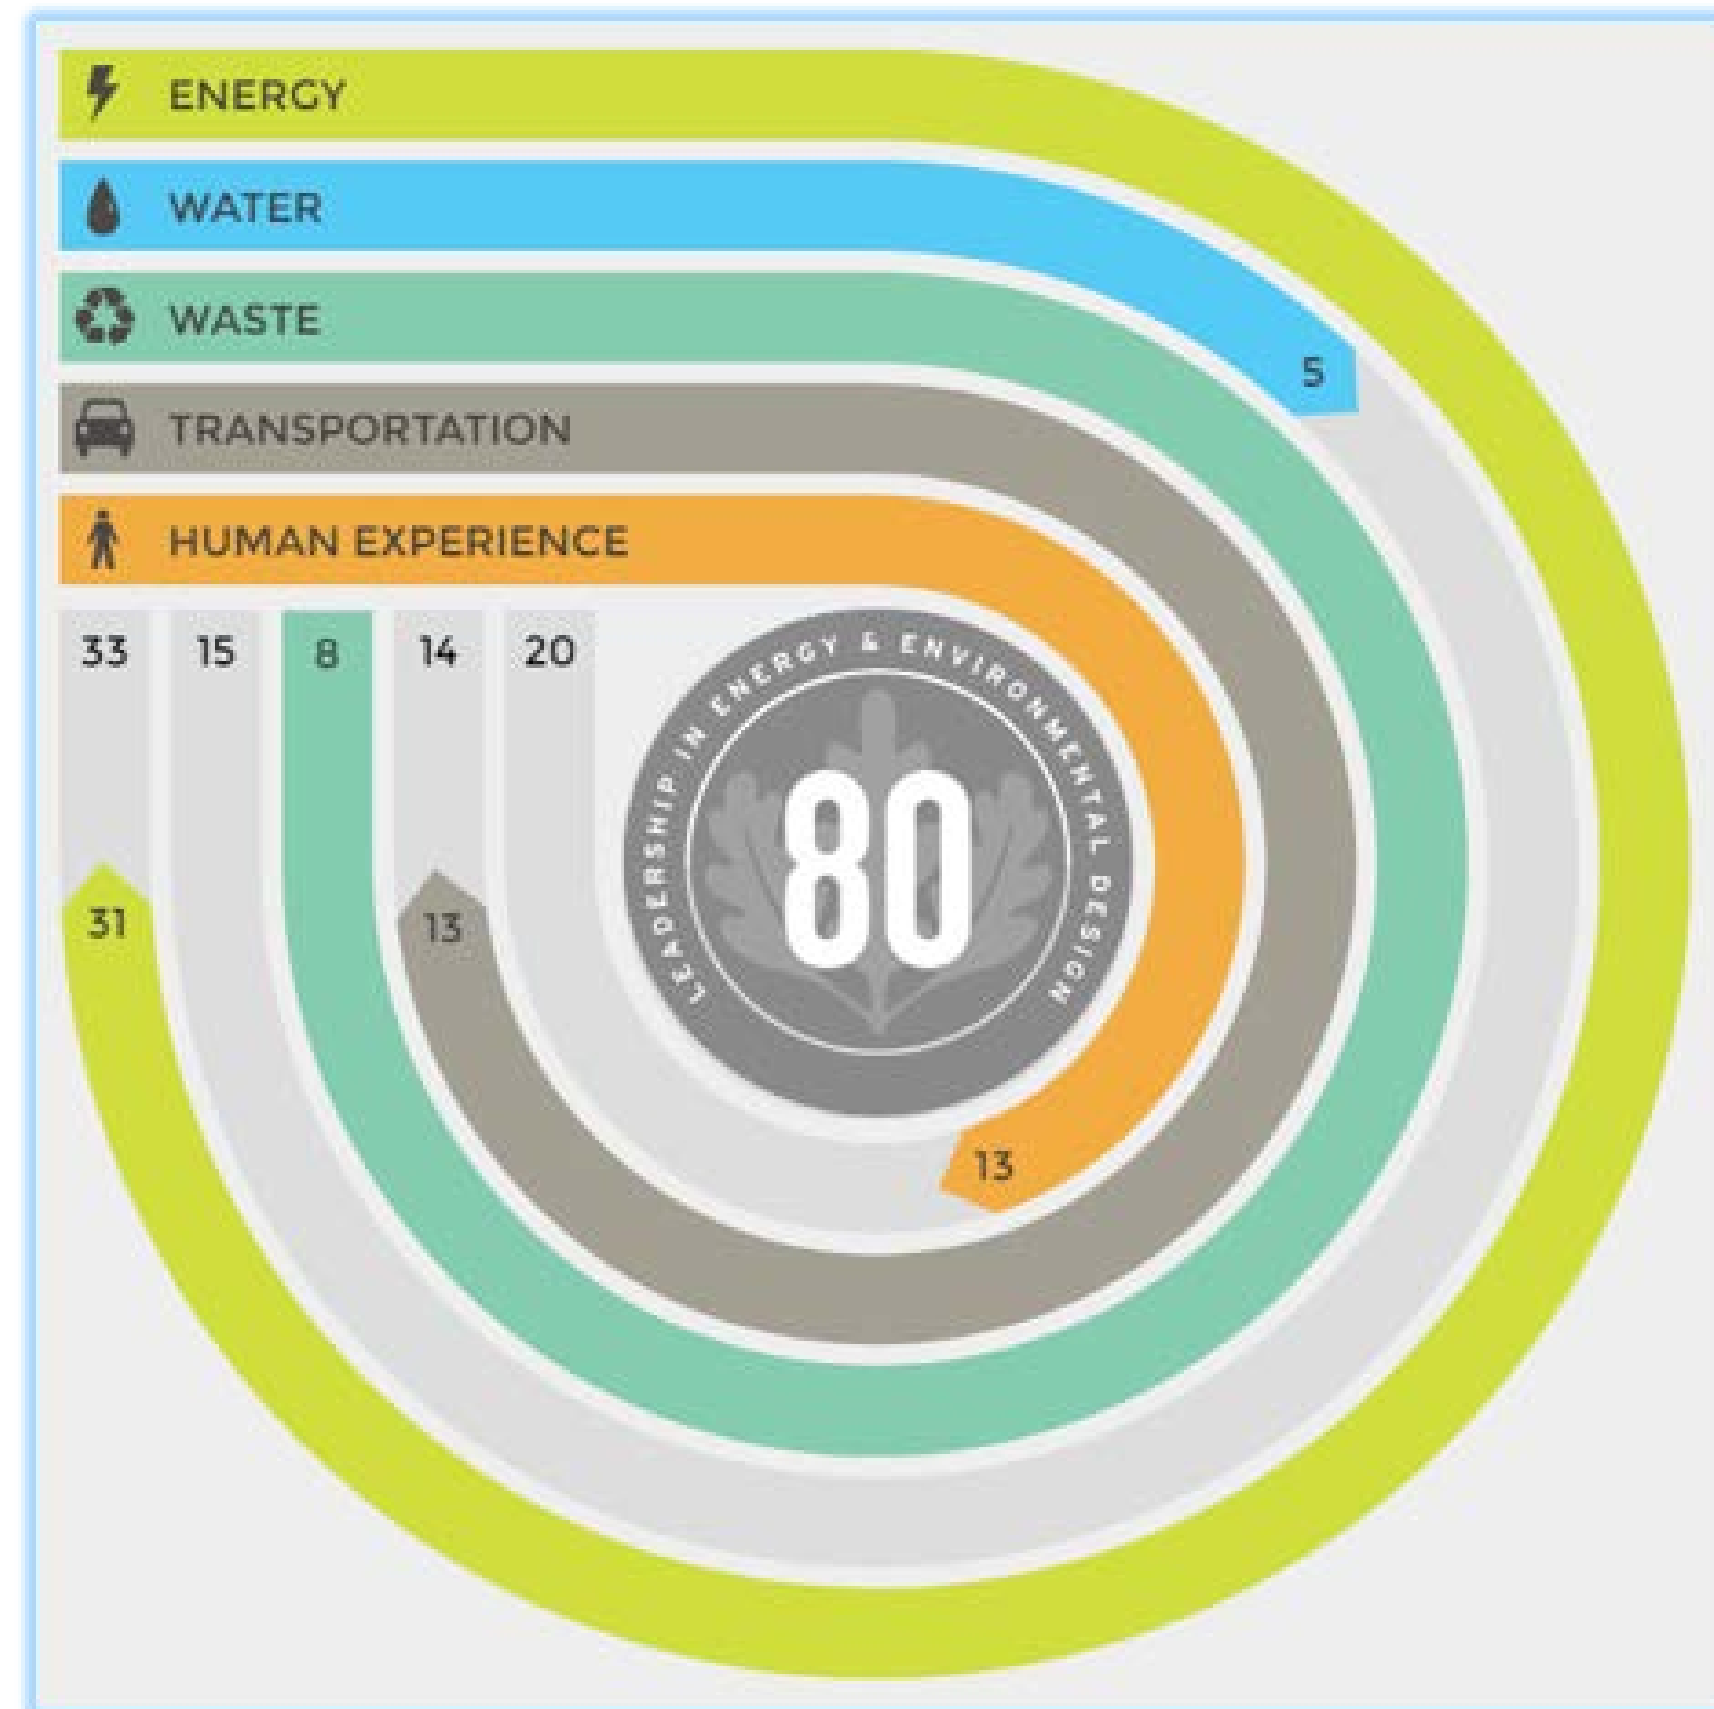 ENERGY
WATER
5
WASTE
TRANSPORTATION
HUMAN EXPERIENCE
33 15 8 14 20
LEADERSHIP IN ENERGY & ENVIRONMENTAL DESIGN
80
31
13
13